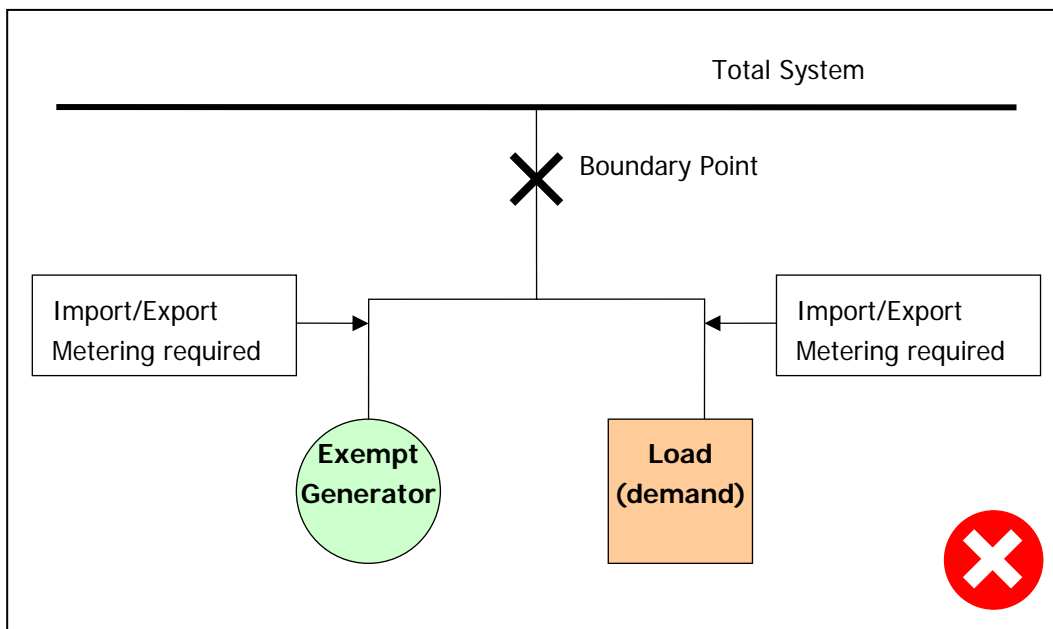 Total System
Boundary Point
Import/Export
Metering required
Import/Export
Metering required
Exempt
Generator
Load
(demand)